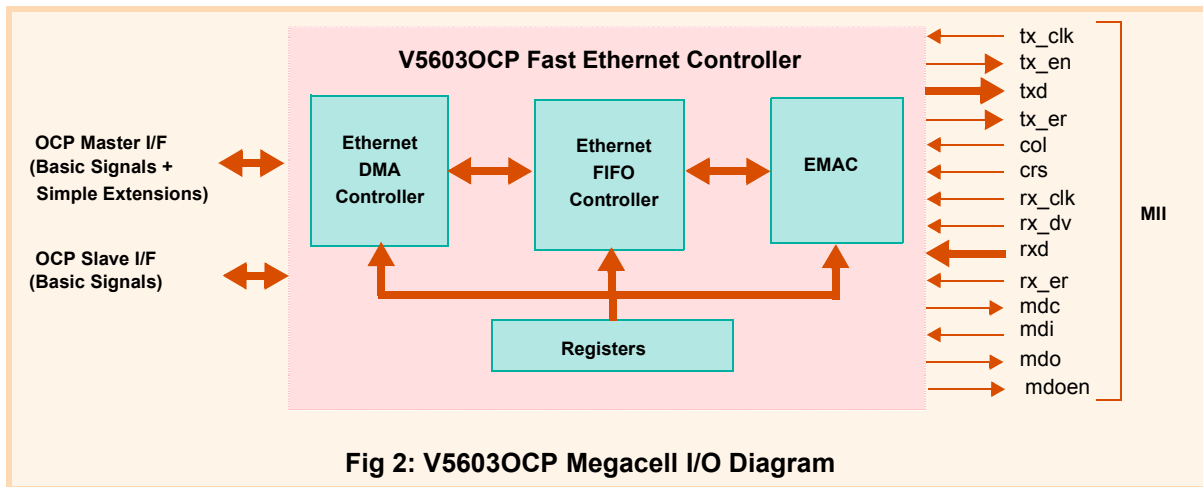 V5603OCP Fast Ethernet Controller
OCP Master I/F
(Basic Signals +
Simple Extensions)
OCP Slave I/F
(Basic Signals)
Ethernet
DMA
Controller
Ethernet
FIFO
Controller
EMAC
Registers
tx_clk
tx_en
txd
tx_er
col
crs
rx_clk
rx_dv
rxd
rx_er
mdc
mdi
mdo
mdoen
MII
Fig 2: V5603OCP Megacell I/O Diagram